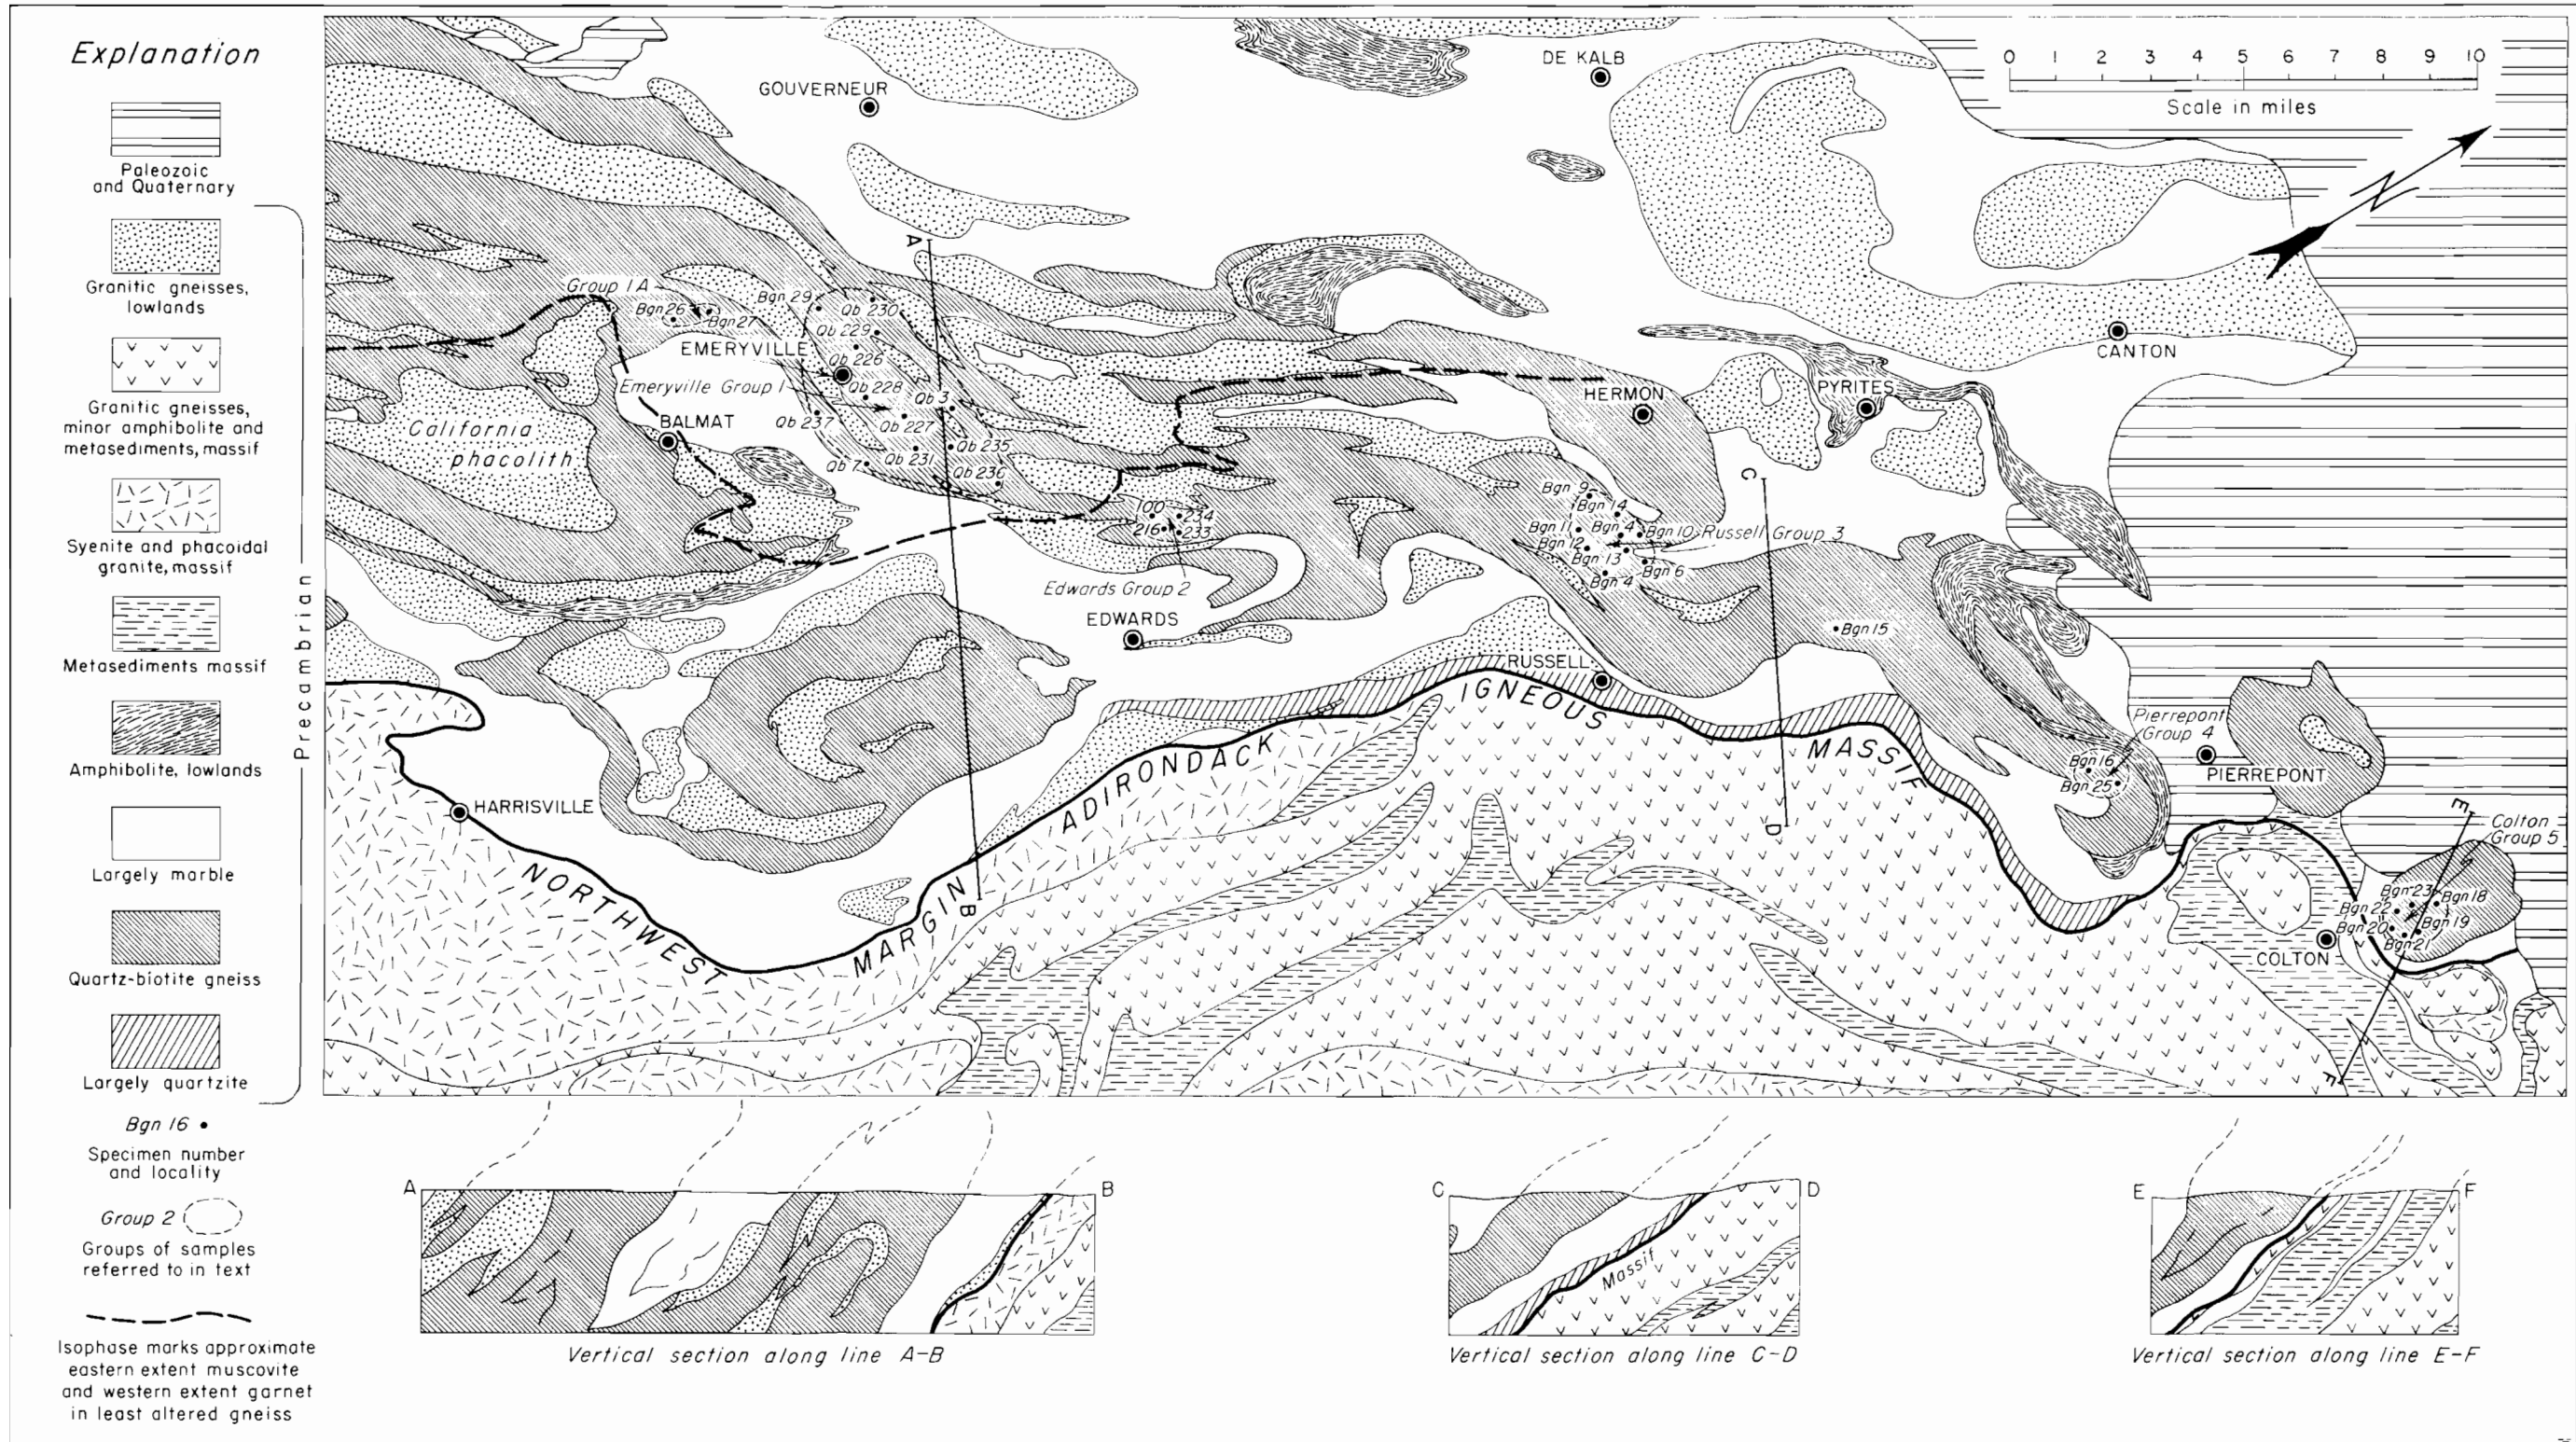 Explanation
Paleozoic
and Quaternary
Granitic gneisses,
lowlands
Granitic gneisses,
minor amphibolite and
metasediments, massif
Syenite and phacoidal
granite, massif
Metasediments massif
Amphibolite, lowlands
Largely marble
Quartz-biotite gneiss
Largely quartzite
Precambrian
Bgn 16
Specimen number
and locality
Group 2
Groups of samples
referred to in text
Isophase marks approximate
eastern extent muscovite
and western extent garnet
in least altered gneiss
GOUVERNEUR
DE KALB
0 1 2 3 4 5 6 7 8 9 10
Scale in miles
N
A
Group 1A
Bgn 26
Bgn 27
Bgn 29
Qb 230
Qb 229
EMERYVILLE
Qb 226
Emeryville Group 1
Qb 228
Qb 3
Qb 237
Qb 227
Qb 235
Qb 7
Qb 231
Qb 236
BALMAT
California
phacolith
CANTON
PYRITES
HERMON
C
100
234
216
233
Edwards Group 2
EDWARDS
Bgn 9
Bgn 14
Bgn 11
Bgn 4
Bgn 10
Russell Group 3
Bgn 12
Bgn 13
Bgn 6
Bgn 4
Bgn 15
RUSSELL
Pierrepont
Group 4
Bgn 16
Bgn 25
PIERREPONT
HARRISVILLE
NORTHWEST MARGIN ADIRONDACK IGNEOUS MASSIF
B
D
E
Colton
Group 5
Bgn 23
Bgn 18
Bgn 22
Bgn 19
Bgn 20
Bgn 21
COLTON
F
A B
Vertical section along line A-B
C D
Massif
Vertical section along line C-D
E F
Vertical section along line E-F